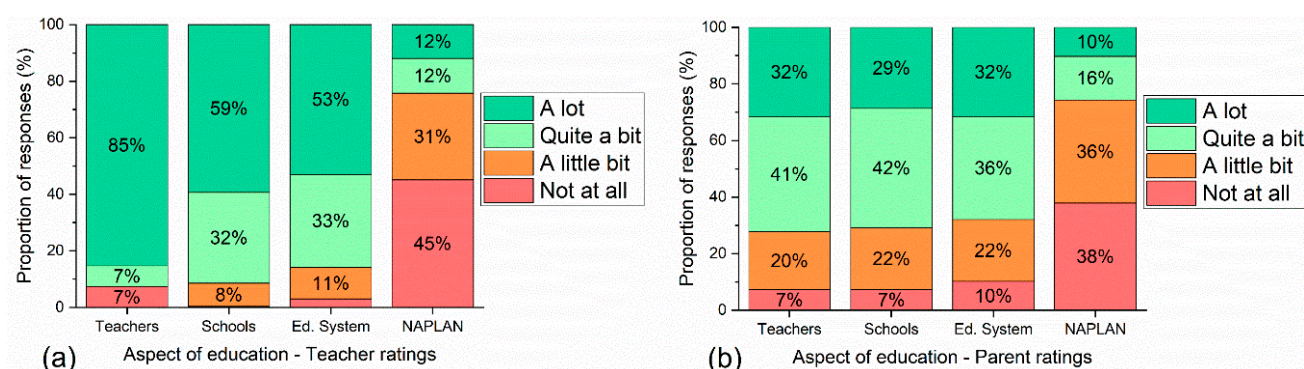 Proportion of responses (%)
100
80
60
40
20
0
85%
7%
7%
59%
32%
8%
53%
33%
11%
12%
12%
31%
45%
Teachers
Schools
Ed. System
NAPLAN
A lot
Quite a bit
A little bit
Not at all
(a)
Aspect of education - Teacher ratings
Proportion of responses (%)
100
80
60
40
20
0
32%
41%
20%
7%
29%
42%
22%
7%
32%
36%
22%
10%
10%
16%
36%
38%
Teachers
Schools
Ed. System
NAPLAN
A lot
Quite a bit
A little bit
Not at all
(b)
Aspect of education - Parent ratings